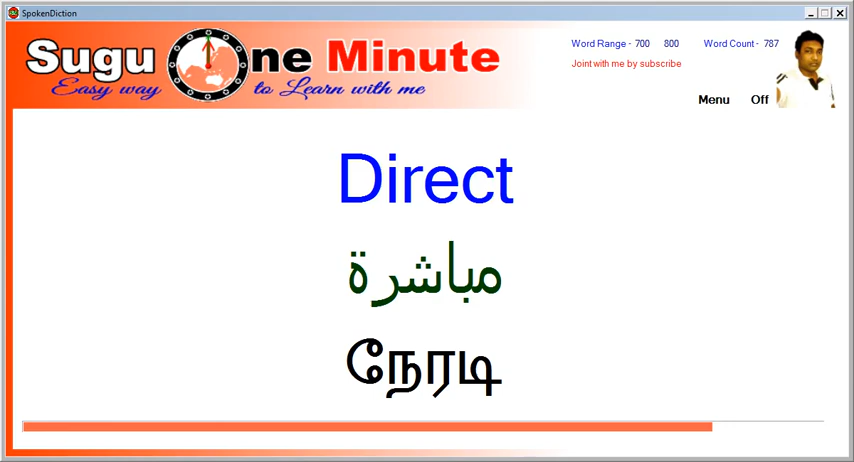 SpokenDiction
Sugu One Minute
Easy way to Learn with me
Word Range - 700 800 Word Count - 787
Joint with me by subscribe
Menu Off
Direct
مباشرة
நேரடி